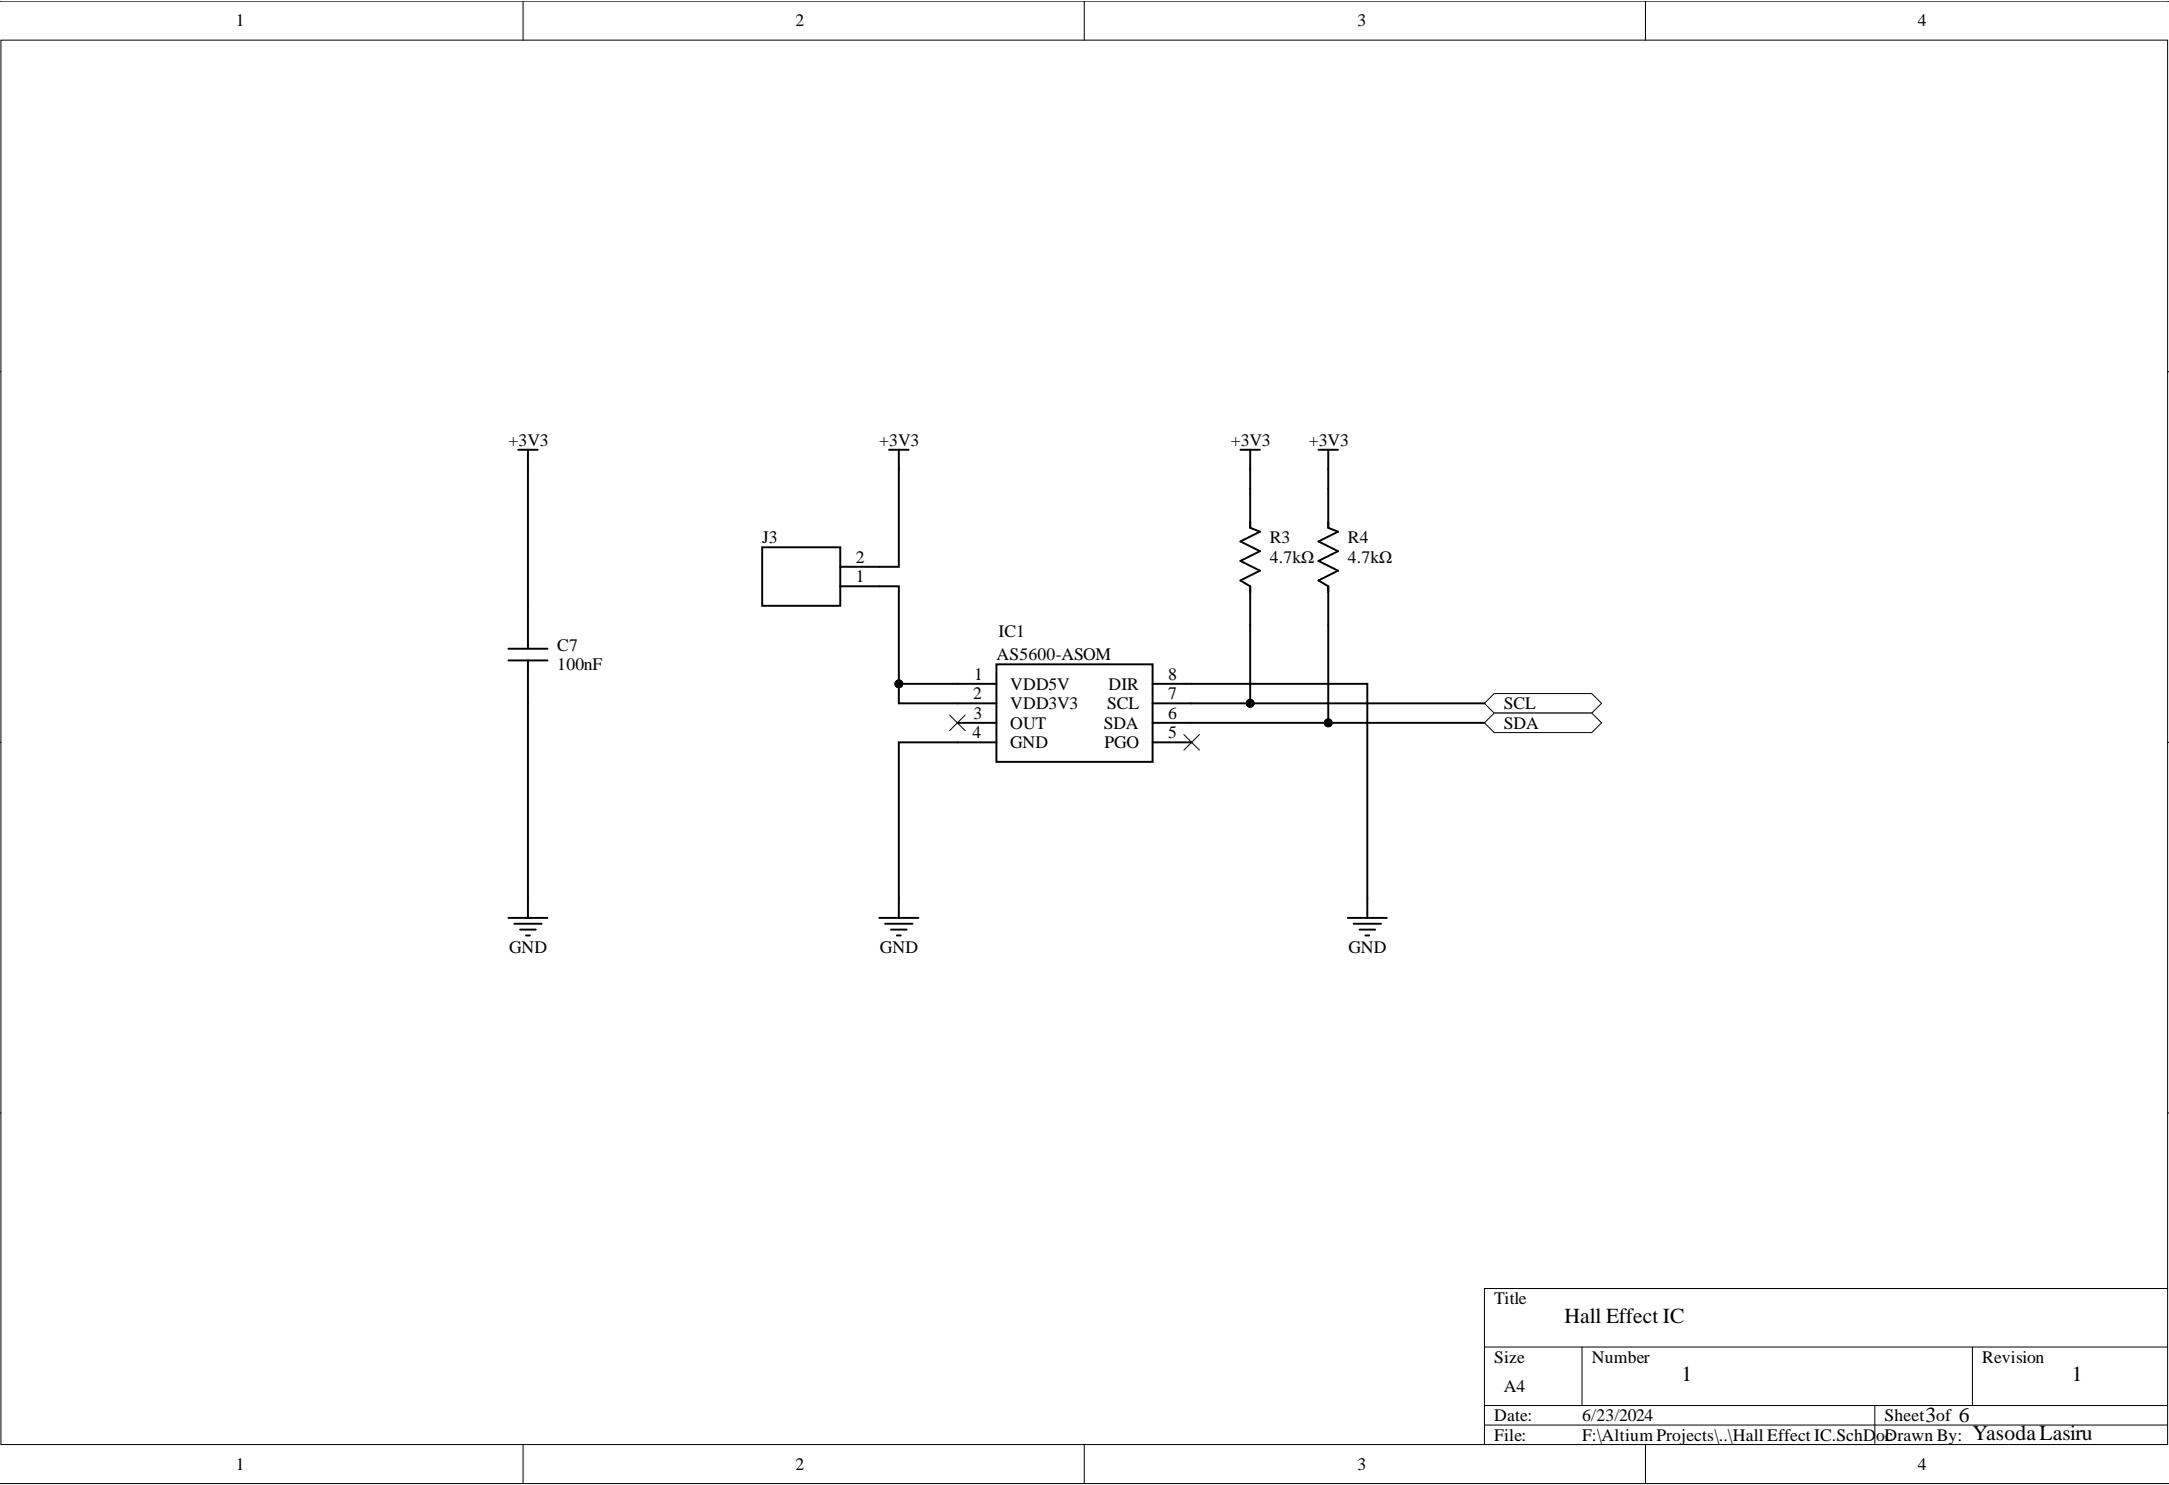 1 2 3 4
+3V3 +3V3 +3V3 +3V3
J3
2
1
R3
4.7kΩ
R4
4.7kΩ
C7
100nF
IC1
AS5600-ASOM
1 VDD5V DIR 8
2 VDD3V3 SCL 7
3 OUT SDA 6
4 GND PGO 5
SCL
SDA
GND GND GND
Title
Hall Effect IC
Size Number Revision
A4 1 1
Date: 6/23/2024 Sheet 3 of 6
File: F:\Altium Projects\..\Hall Effect IC.SchDoc Drawn By: Yasoda Lasiru
1 2 3 4